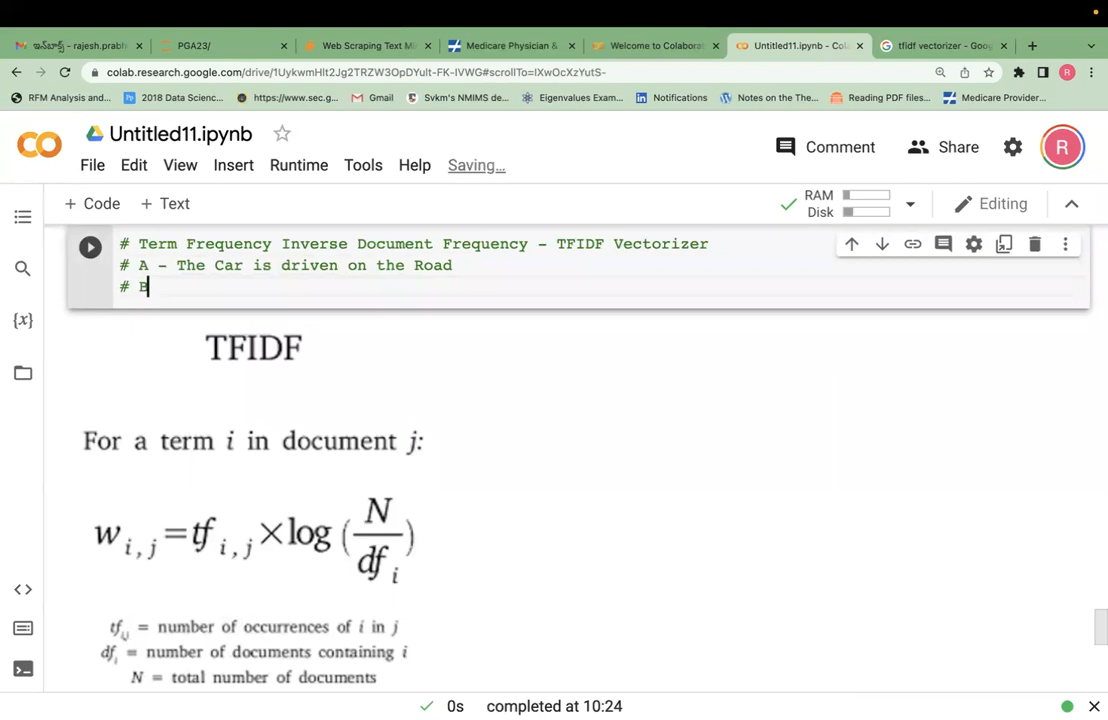 ఇన్‌బాక్స్ - rajesh.prabh
PGA23/
Web Scraping Text Mi
Medicare Physician &
Welcome to Colaborat
Untitled11.ipynb - Cola
tfidf vectorizer - Goog
colab.research.google.com/drive/1UykwmHlt2Jg2TRZW3OpDYult-FK-IVWG#scrollTo=IXwOcXzYutS-
RFM Analysis and...
2018 Data Scienc...
https://www.sec.g...
Gmail
Svkm's NMIMS de...
Eigenvalues Exam...
Notifications
Notes on the The...
Reading PDF files...
Medicare Provider...
Untitled11.ipynb
File Edit View Insert Runtime Tools Help Saving...
Comment
Share
R
+ Code + Text
RAM
Disk
Editing
# Term Frequency Inverse Document Frequency - TFIDF Vectorizer
# A - The Car is driven on the Road
# B
TFIDF
For a term i in document j:
w i,j = tf i,j × log (N / df i)
tf i,j = number of occurrences of i in j
df i = number of documents containing i
N = total number of documents
0s completed at 10:24